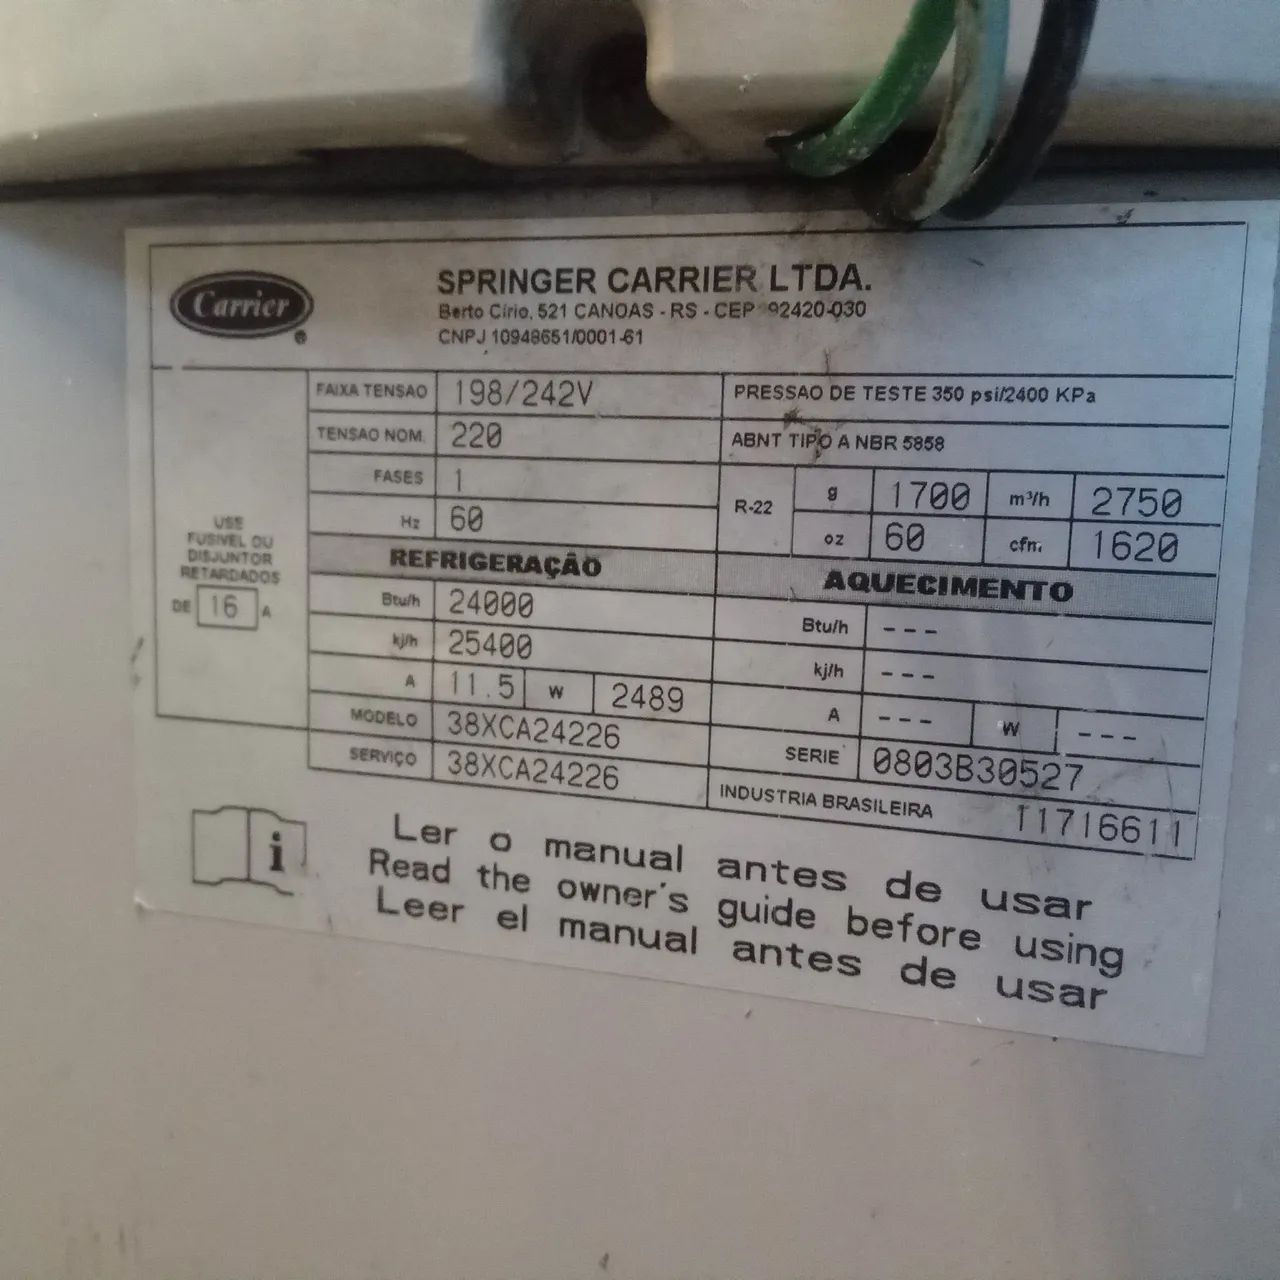 Carrier
SPRINGER CARRIER LTDA.
Berto Cirio, 521 CANOAS - RS - CEP 92420-030
CNPJ 10948651/0001-61
USE
FUSIVEL OU
DISJUNTOR
RETARDADOS
DE 16 A
FAIXA TENSAO 198/242V
TENSAO NOM. 220
FASES 1
Hz 60
PRESSAO DE TESTE 350 psi/2400 KPa
ABNT TIPO A NBR 5858
R-22
g 1700 m³/h 2750
oz 60 cfm 1620
REFRIGERAÇÃO
Btu/h 24000
kj/h 25400
A 11.5 W 2489
MODELO 38XCA24226
SERVIÇO 38XCA24226
AQUECIMENTO
Btu/h ---
kj/h ---
A --- W ---
SERIE 0803B30527
INDUSTRIA BRASILEIRA 11716611
i
Ler o manual antes de usar
Read the owner's guide before using
Leer el manual antes de usar